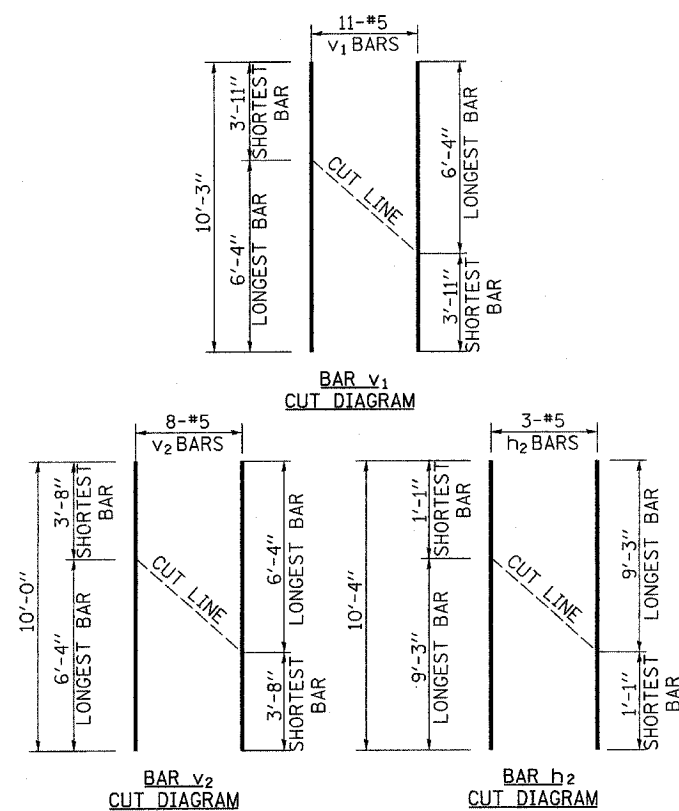 11-#5
v₁ BARS
10'-3"
3'-11"
SHORTEST
BAR
6'-4"
LONGEST BAR
CUT LINE
6'-4"
LONGEST BAR
3'-11"
SHORTEST
BAR
BAR v₁
CUT DIAGRAM
8-#5
v₂ BARS
10'-0"
3'-8"
SHORTEST
BAR
6'-4"
LONGEST BAR
CUT LINE
6'-4"
LONGEST BAR
3'-8"
SHORTEST
BAR
BAR v₂
CUT DIAGRAM
3-#5
h₂ BARS
10'-4"
1'-1"
SHORTEST
BAR
9'-3"
LONGEST BAR
CUT LINE
9'-3"
LONGEST BAR
1'-1"
SHORTEST
BAR
BAR h₂
CUT DIAGRAM